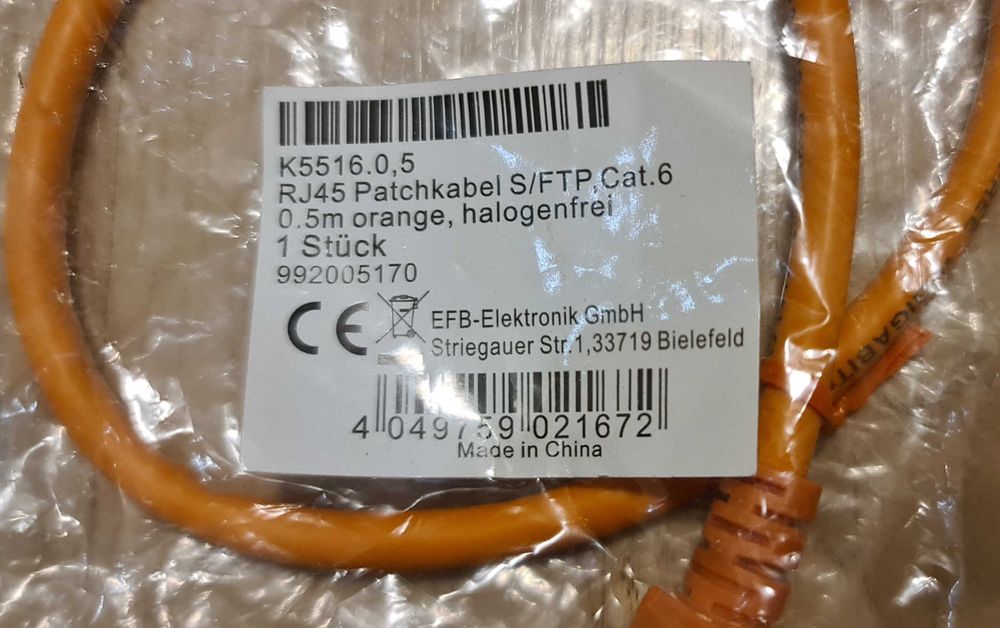 K5516.0,5
RJ45 Patchkabel S/FTP,Cat.6
0.5m orange, halogenfrei
1 Stück
992005170
CE
EFB-Elektronik GmbH
Striegauer Str.1,33719 Bielefeld
4 049759 021672
Made in China
GIGABIT